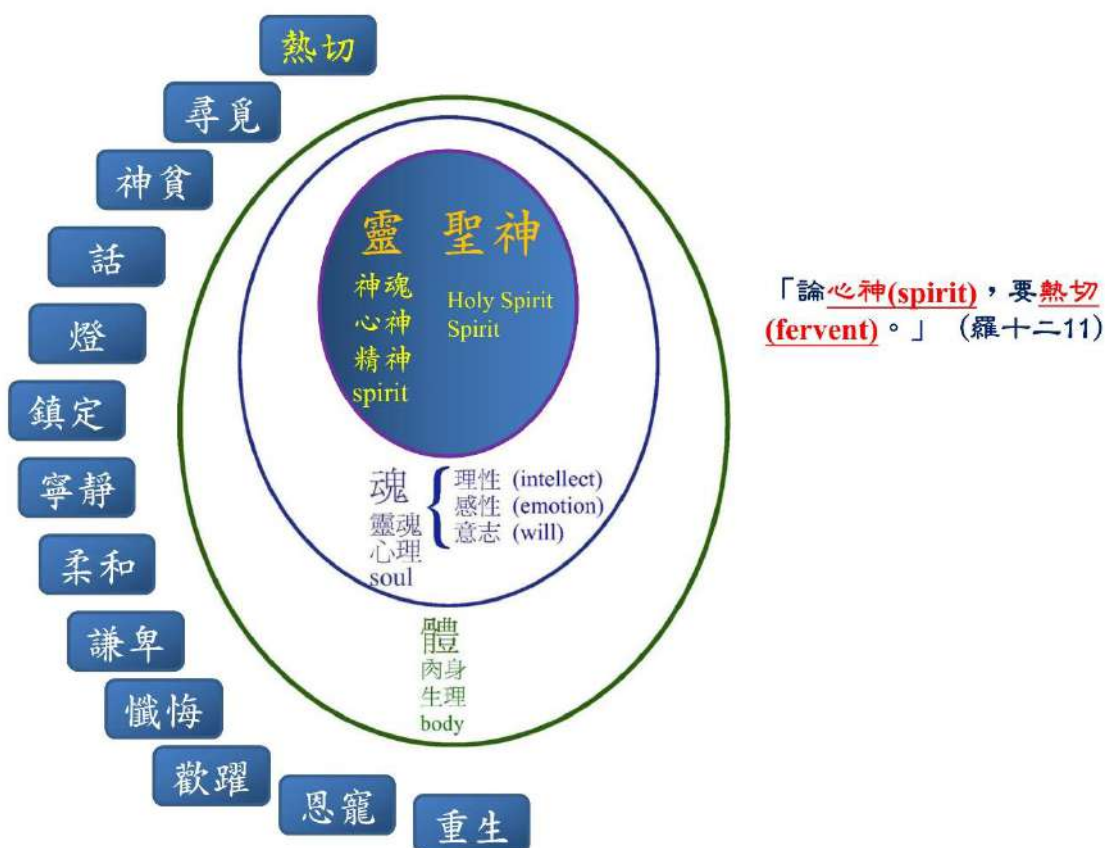 熱切
尋覓
神貧
話
燈
鎮定
寧靜
柔和
謙卑
懺悔
歡躍
恩寵
重生
靈 聖神
神魂
心神
精神
spirit
Holy Spirit
Spirit
魂
靈魂
心理
soul
{
理性 (intellect)
感性 (emotion)
意志 (will)
體
肉身
生理
body
「論心神(spirit)，要熱切
(fervent)。」 （羅十二11）